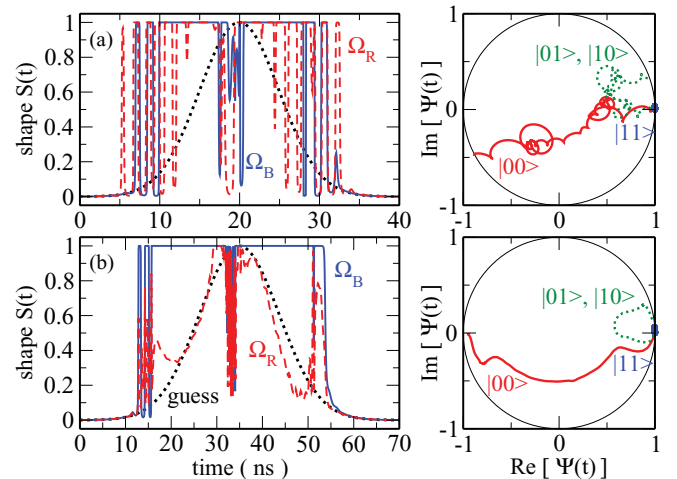 (a)
Ω_R
Ω_B
shape S(t)
1
0.8
0.6
0.4
0.2
0
0 10 20 30 40
Im [ Ψ(t) ]
1
0
-1
|01>, |10>
|11>
|00>
-1 0 1
(b)
Ω_B
Ω_R
guess
shape S(t)
1
0.8
0.6
0.4
0.2
0
0 10 20 30 40 50 60 70
time ( ns )
Im [ Ψ(t) ]
1
0
-1
|01>, |10>
|11>
|00>
-1 0 1
Re [ Ψ(t) ]